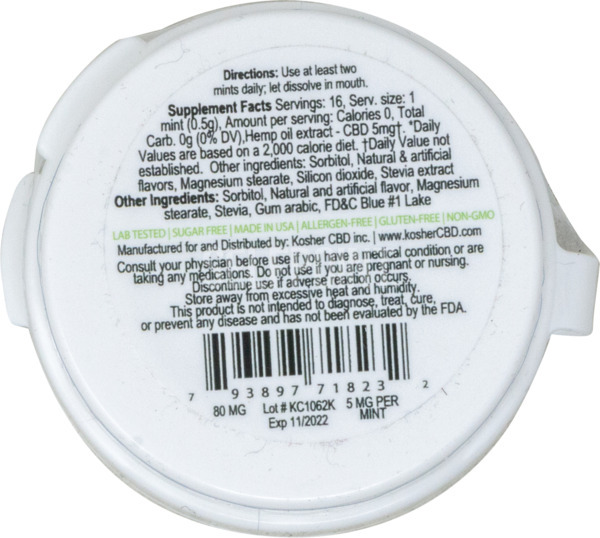 Directions: Use at least two
mints daily; let dissolve in mouth.
Supplement Facts Servings: 16, Serv. size: 1
mint (0.5g), Amount per serving: Calories 0, Total
Carb. 0g (0% DV),Hemp oil extract - CBD 5mg†. *Daily
Values are based on a 2,000 calorie diet. †Daily Value not
established. Other ingredients: Sorbitol, Natural & artificial
flavors, Magnesium stearate, Silicon dioxide, Stevia extract
Other Ingredients: Sorbitol, Natural and artificial flavor, Magnesium
stearate, Stevia, Gum arabic, FD&C Blue #1 Lake
LAB TESTED | SUGAR FREE | MADE IN USA | ALLERGEN-FREE | GLUTEN-FREE | NON-GMO
Manufactured for and Distributed by: Kosher CBD inc. | www.kosherCBD.com
Consult your physician before use if you have a medical condition or are
taking any medications. Do not use if you are pregnant or nursing.
Discontinue use if adverse reaction occurs.
Store away from excessive heat and humidity.
This product is not intended to diagnose, treat, cure,
or prevent any disease and has not been evaluated by the FDA.
7 93897 71823 2
80 MG Lot # KC1062K 5 MG PER
Exp 11/2022 MINT